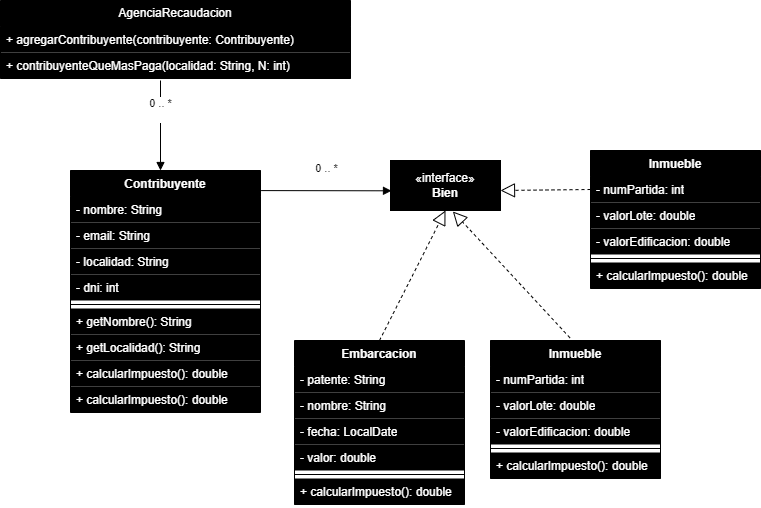 AgenciaRecaudacion
+ agregarContribuyente(contribuyente: Contribuyente)
+ contribuyenteQueMasPaga(localidad: String, N: int)
0 .. *
Contribuyente
- nombre: String
- email: String
- localidad: String
- dni: int
+ getNombre(): String
+ getLocalidad(): String
+ calcularImpuesto(): double
+ calcularImpuesto(): double
0 .. *
«interface»
Bien
Inmueble
- numPartida: int
- valorLote: double
- valorEdificacion: double
+ calcularImpuesto(): double
Embarcacion
- patente: String
- nombre: String
- fecha: LocalDate
- valor: double
+ calcularImpuesto(): double
Inmueble
- numPartida: int
- valorLote: double
- valorEdificacion: double
+ calcularImpuesto(): double